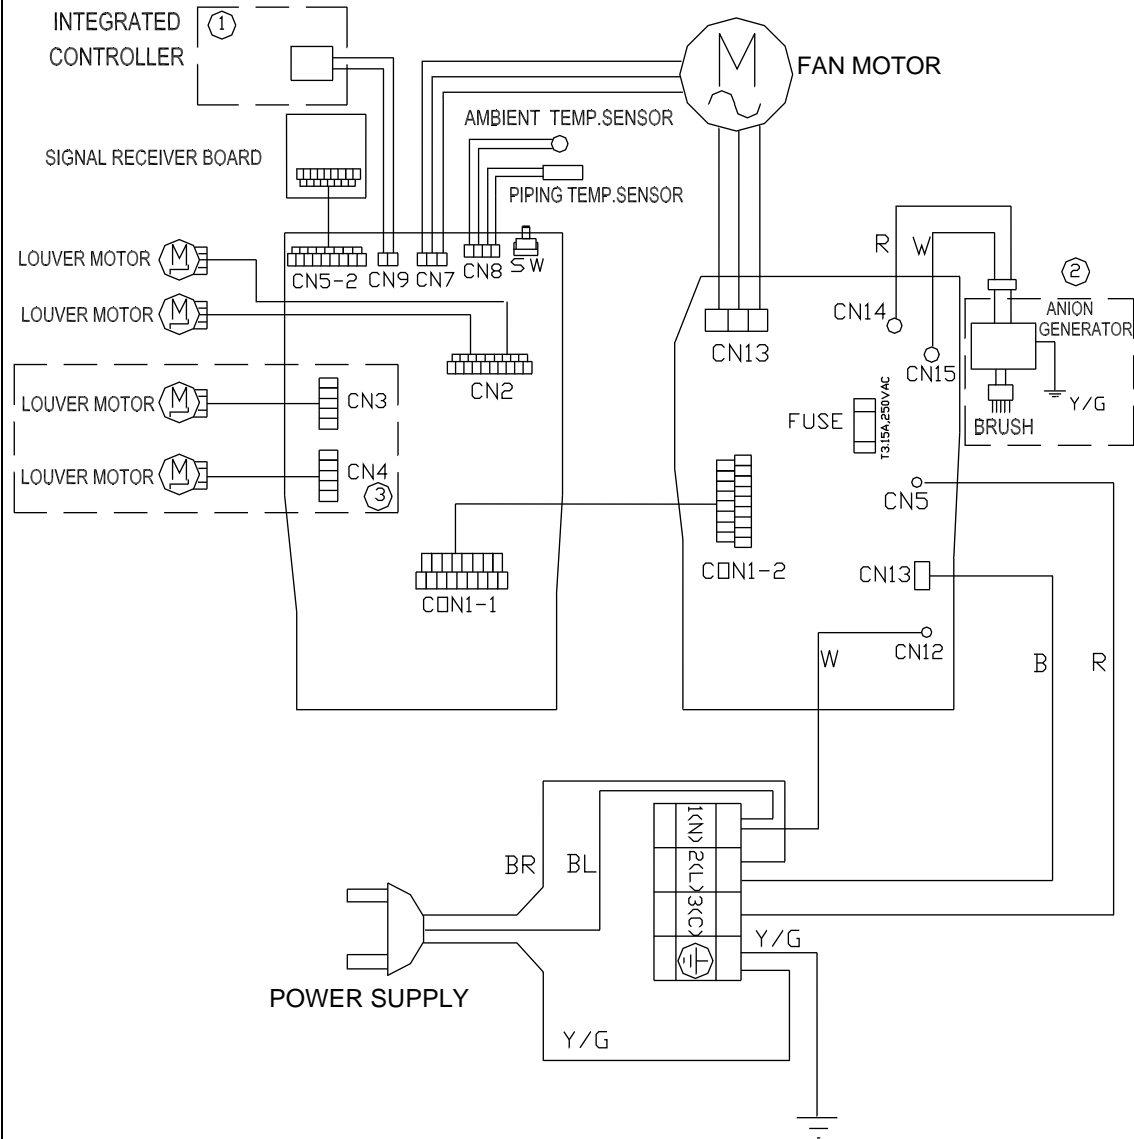 INTEGRATED
CONTROLLER
1
M
FAN MOTOR
AMBIENT TEMP.SENSOR
SIGNAL RECEIVER BOARD
PIPING TEMP.SENSOR
LOUVER MOTOR
M
CN5-2
CN9
CN7
CN8
SW
R
W
2
LOUVER MOTOR
M
CN14
ANION
GENERATOR
CN13
CN15
CN2
LOUVER MOTOR
M
CN3
FUSE
T3.15A,250VAC
Y/G
BRUSH
LOUVER MOTOR
M
CN4
3
CN5
CON1-2
CN13
CON1-1
CN12
W
B
R
1(N)
2(L)
3(C)
BR
BL
Y/G
POWER SUPPLY
Y/G